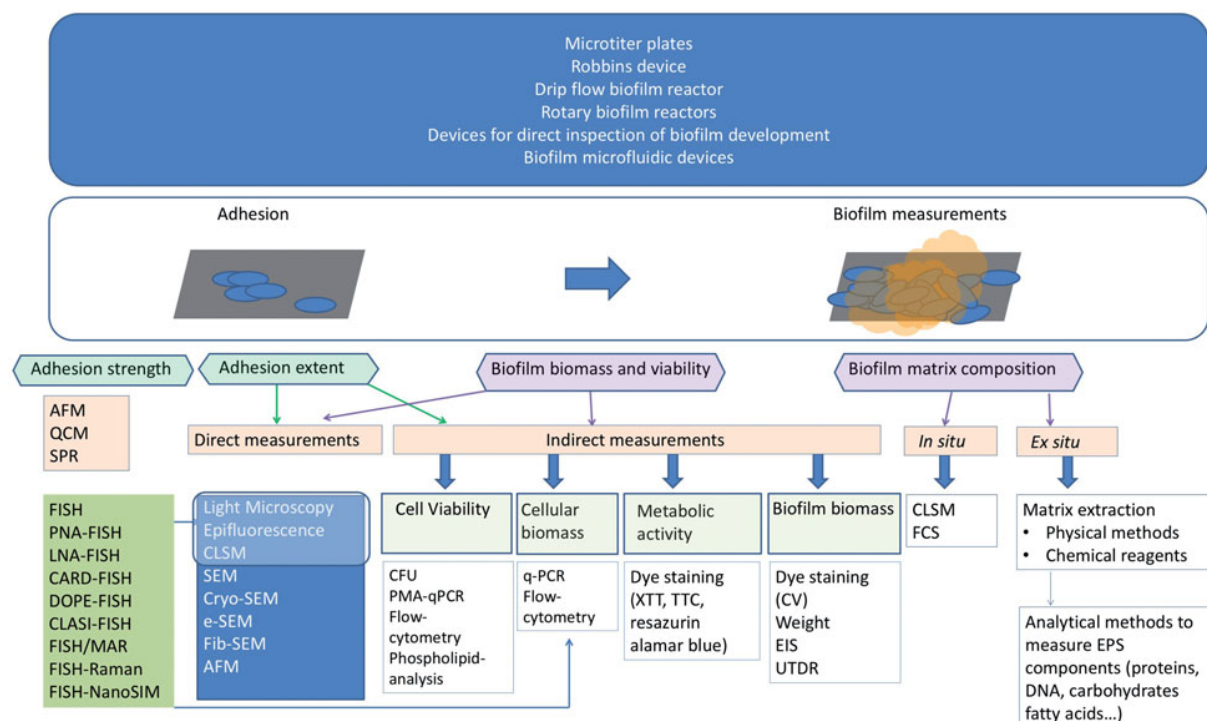 Microtiter plates
Robbins device
Drip flow biofilm reactor
Rotary biofilm reactors
Devices for direct inspection of biofilm development
Biofilm microfluidic devices
Adhesion
Biofilm measurements
Adhesion strength
Adhesion extent
Biofilm biomass and viability
Biofilm matrix composition
AFM
QCM
SPR
Direct measurements
Indirect measurements
In situ
Ex situ
FISH
PNA-FISH
LNA-FISH
CARD-FISH
DOPE-FISH
CLASI-FISH
FISH/MAR
FISH-Raman
FISH-NanoSIM
Light Microscopy
Epifluorescence
CLSM
SEM
Cryo-SEM
e-SEM
Fib-SEM
AFM
Cell Viability
CFU
PMA-qPCR
Flow-
cytometry
Phospholipid-
analysis
Cellular
biomass
q-PCR
Flow-
cytometry
Metabolic
activity
Dye staining
(XTT, TTC,
resazurin
alamar blue)
Biofilm biomass
Dye staining
(CV)
Weight
EIS
UTDR
CLSM
FCS
Matrix extraction
• Physical methods
• Chemical reagents
Analytical methods to
measure EPS
components (proteins,
DNA, carbohydrates
fatty acids...)